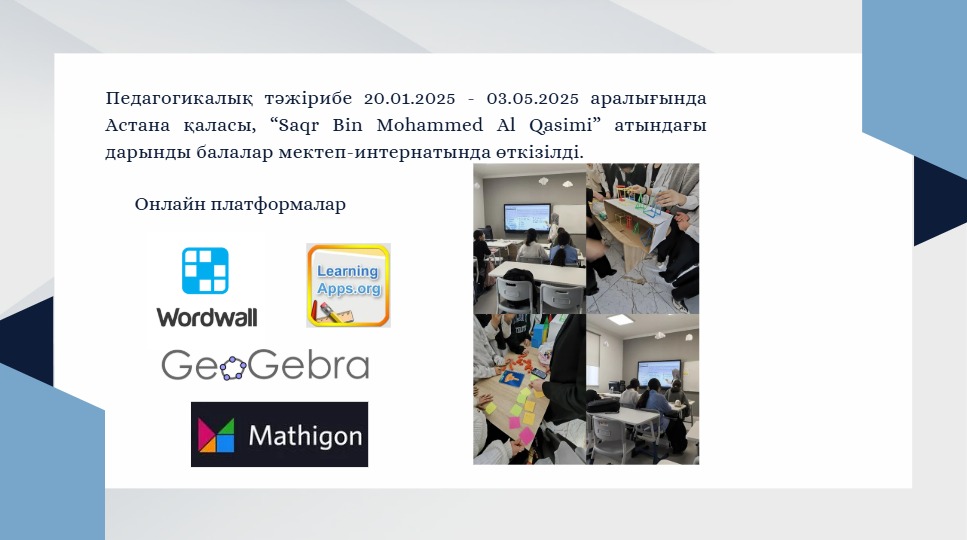 Педагогикалық тәжірибе 20.01.2025 - 03.05.2025 аралығында
Астана қаласы, “Saqr Bin Mohammed Al Qasimi” атындағы
дарынды балалар мектеп-интернатында өткізілді.
Онлайн платформалар
Wordwall
Learning
Apps.org
GeoGebra
Mathigon